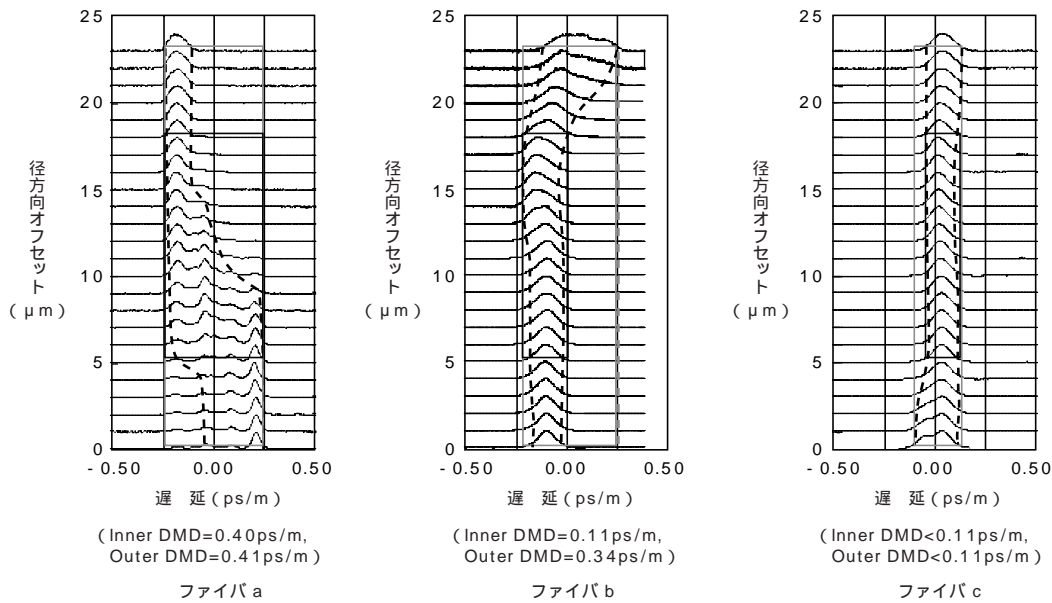 25
20
15
10
5
0
径方向オフセット
(μm)
- 0.50 0.00 0.50
遅 延(ps/m)
(Inner DMD=0.40ps/m,
Outer DMD=0.41ps/m)
ファイバ a
25
20
15
10
5
0
径方向オフセット
(μm)
- 0.50 0.00 0.50
遅 延(ps/m)
(Inner DMD=0.11ps/m,
Outer DMD=0.34ps/m)
ファイバ b
25
20
15
10
5
0
径方向オフセット
(μm)
- 0.50 0.00 0.50
遅 延(ps/m)
(Inner DMD<0.11ps/m,
Outer DMD<0.11ps/m)
ファイバ c